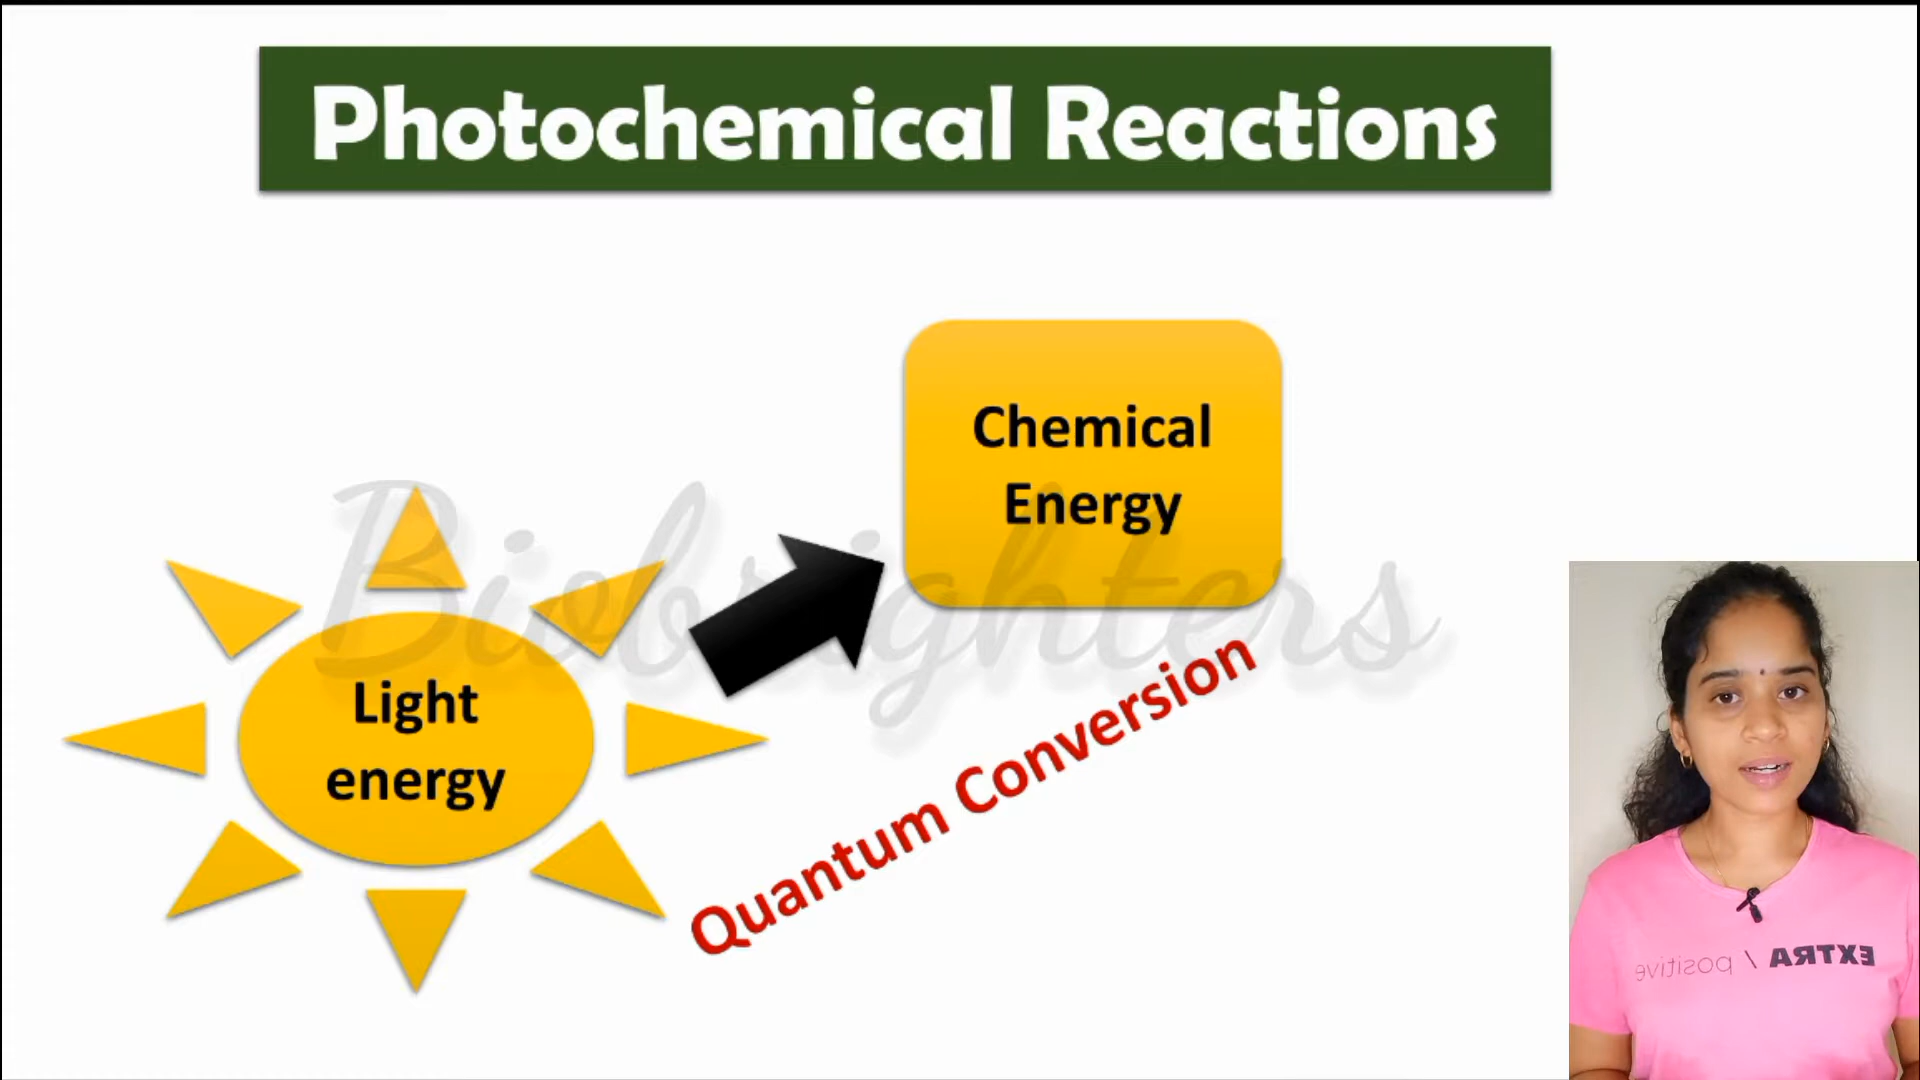 Photochemical Reactions
Chemical
Energy
Biobrighters
Light
energy
Quantum Conversion
EXTRA / positive